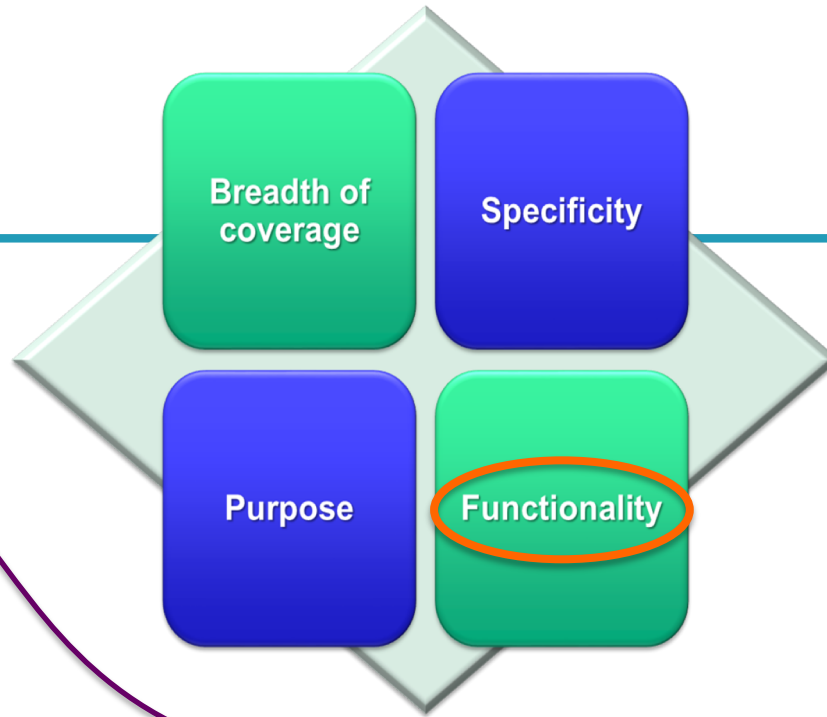 Breadth of
coverage
Specificity
Purpose
Functionality